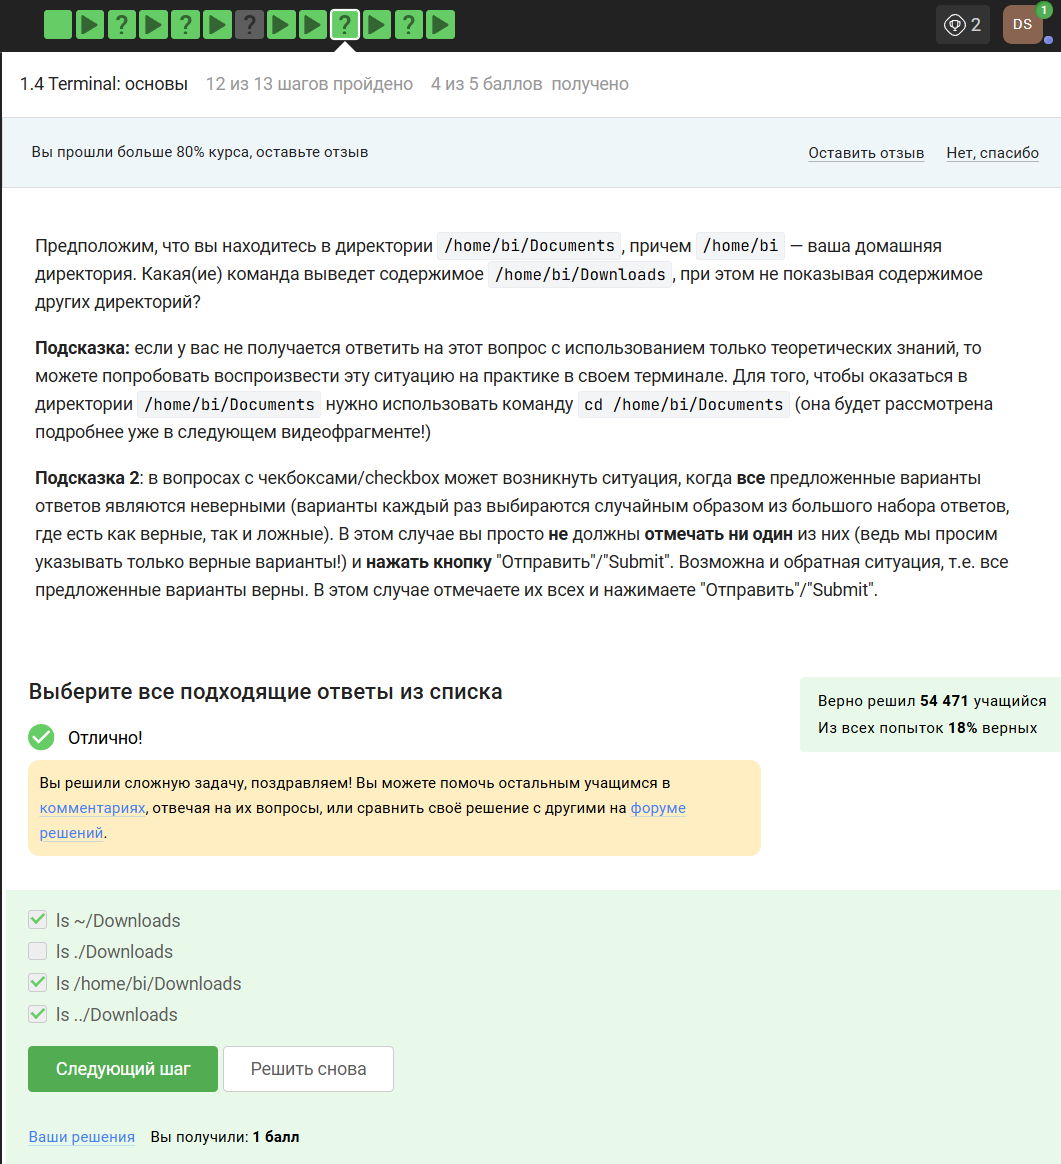 ? ? ? ? ?
2
DS
1
1.4 Terminal: основы 12 из 13 шагов пройдено 4 из 5 баллов получено
Вы прошли больше 80% курса, оставьте отзыв Оставить отзыв Нет, спасибо
Предположим, что вы находитесь в директории /home/bi/Documents, причем /home/bi — ваша домашняя
директория. Какая(ие) команда выведет содержимое /home/bi/Downloads, при этом не показывая содержимое
других директорий?
Подсказка: если у вас не получается ответить на этот вопрос с использованием только теоретических знаний, то
можете попробовать воспроизвести эту ситуацию на практике в своем терминале. Для того, чтобы оказаться в
директории /home/bi/Documents нужно использовать команду cd /home/bi/Documents (она будет рассмотрена
подробнее уже в следующем видеофрагменте!)
Подсказка 2: в вопросах с чекбоксами/checkbox может возникнуть ситуация, когда все предложенные варианты
ответов являются неверными (варианты каждый раз выбираются случайным образом из большого набора ответов,
где есть как верные, так и ложные). В этом случае вы просто не должны отмечать ни один из них (ведь мы просим
указывать только верные варианты!) и нажать кнопку "Отправить"/"Submit". Возможна и обратная ситуация, т.е. все
предложенные варианты верны. В этом случае отмечаете их всех и нажимаете "Отправить"/"Submit".
Выберите все подходящие ответы из списка
Верно решил 54 471 учащийся
Из всех попыток 18% верных
Отлично!
Вы решили сложную задачу, поздравляем! Вы можете помочь остальным учащимся в
комментариях, отвечая на их вопросы, или сравнить своё решение с другими на форуме
решений.
ls ~/Downloads
ls ./Downloads
ls /home/bi/Downloads
ls ../Downloads
Следующий шаг Решить снова
Ваши решения Вы получили: 1 балл